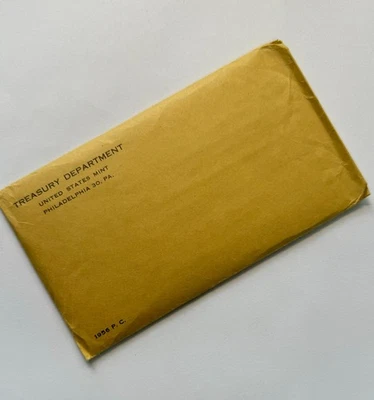 TREASURY DEPARTMENT
UNITED STATES MINT
PHILADELPHIA 30, PA.
1956 P. C.